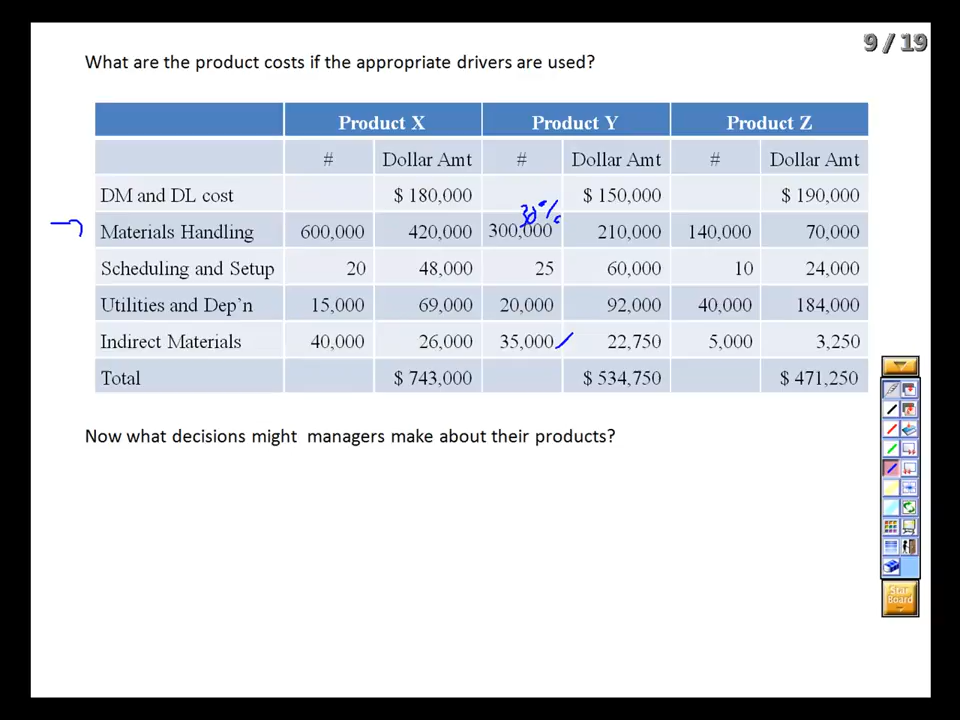 9 / 19
What are the product costs if the appropriate drivers are used?
Product X Product Y Product Z
# Dollar Amt # Dollar Amt # Dollar Amt
DM and DL cost $ 180,000 $ 150,000 $ 190,000
30%
Materials Handling 600,000 420,000 300,000 210,000 140,000 70,000
Scheduling and Setup 20 48,000 25 60,000 10 24,000
Utilities and Dep'n 15,000 69,000 20,000 92,000 40,000 184,000
Indirect Materials 40,000 26,000 35,000 22,750 5,000 3,250
Total $ 743,000 $ 534,750 $ 471,250
Now what decisions might managers make about their products?
Star
Board